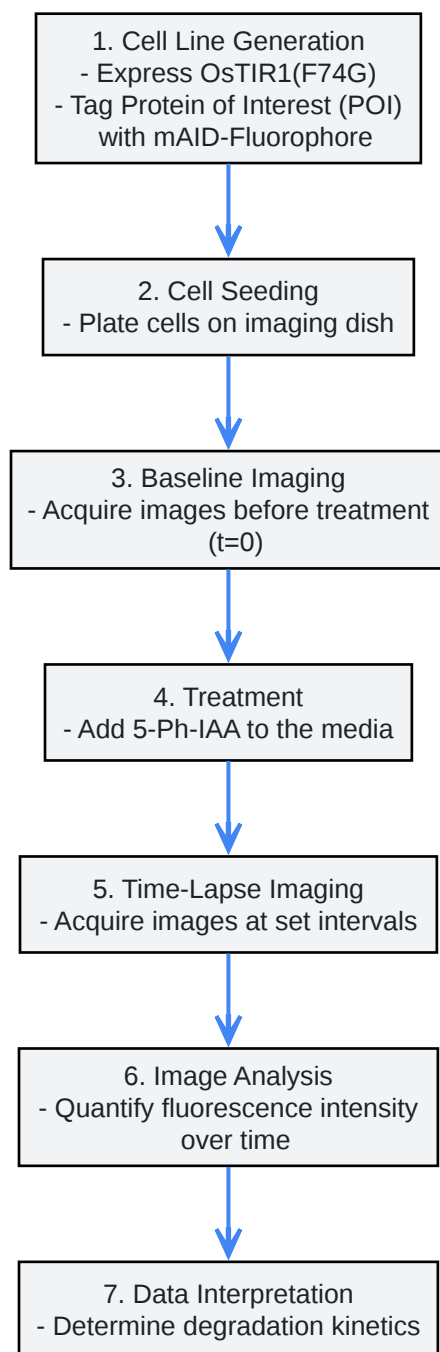 1. Cell Line Generation
- Express OsTIR1(F74G)
- Tag Protein of Interest (POI)
with mAID-Fluorophore
2. Cell Seeding
- Plate cells on imaging dish
3. Baseline Imaging
- Acquire images before treatment
(t=0)
4. Treatment
- Add 5-Ph-IAA to the media
5. Time-Lapse Imaging
- Acquire images at set intervals
6. Image Analysis
- Quantify fluorescence intensity
over time
7. Data Interpretation
- Determine degradation kinetics